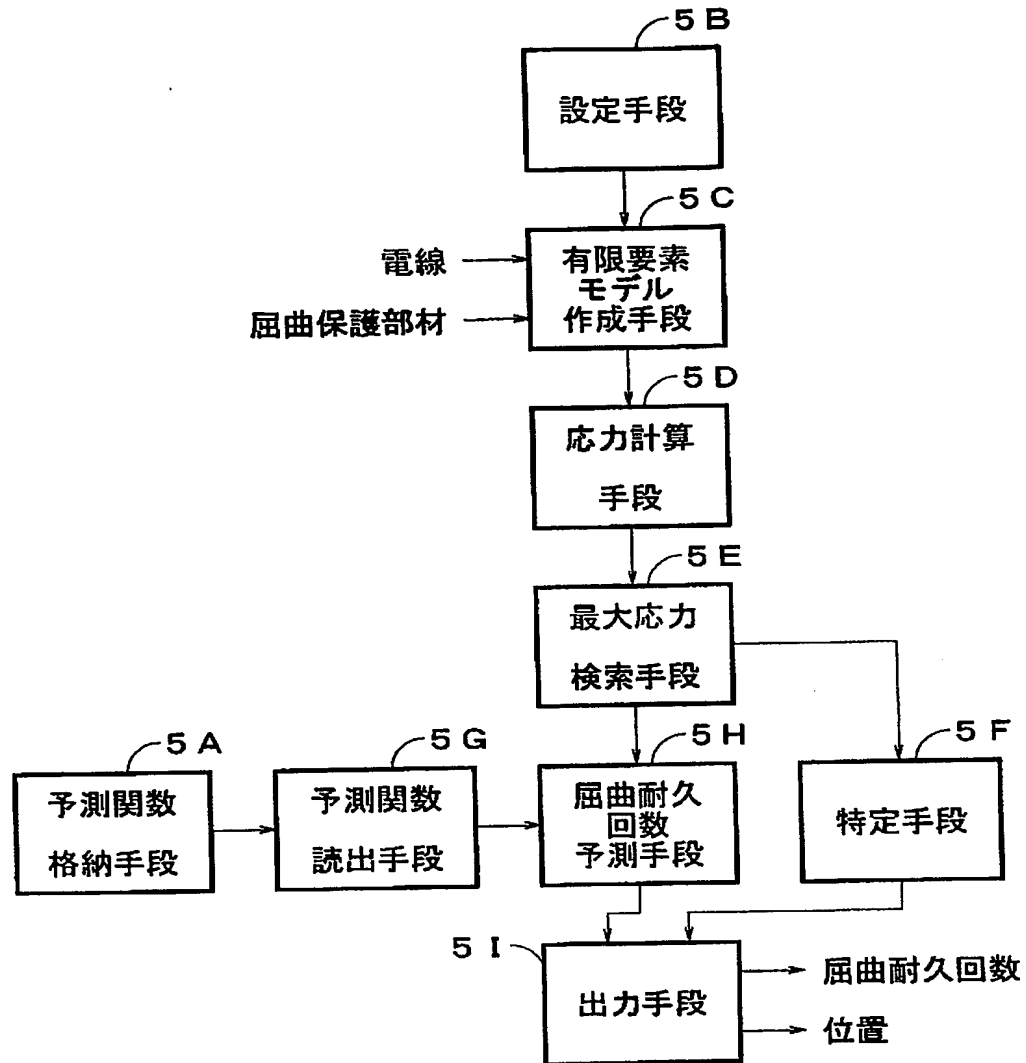 5B
設定手段
5C
電線
屈曲保護部材
有限要素
モデル
作成手段
5D
応力計算
手段
5E
最大応力
検索手段
5A
予測関数
格納手段
5G
予測関数
読出手段
5H
屈曲耐久
回数
予測手段
5F
特定手段
5I
出力手段
屈曲耐久回数
位置